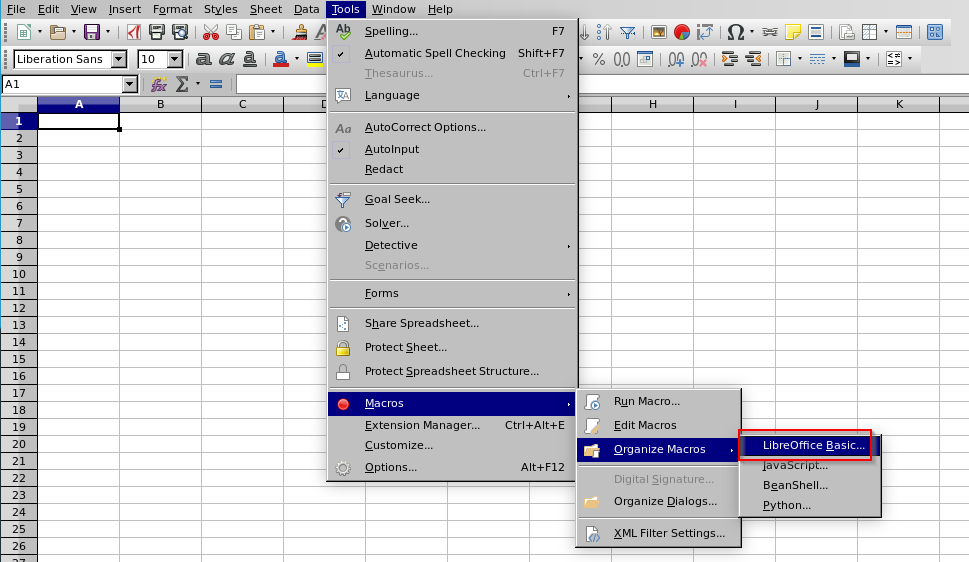 File Edit View Insert Format Styles Sheet Data Tools Window Help
Liberation Sans 10
A1
A B C D H I J K
1
2
3
4
5
6
7
8
9
10
11
12
13
14
15
16
17
18
19
20
21
22
23
24
25
26
27
Spelling... F7
Automatic Spell Checking Shift+F7
Thesaurus... Ctrl+F7
Language
AutoCorrect Options...
AutoInput
Redact
Goal Seek...
Solver...
Detective
Scenarios...
Forms
Share Spreadsheet...
Protect Sheet...
Protect Spreadsheet Structure...
Macros
Extension Manager... Ctrl+Alt+E
Customize...
Options... Alt+F12
Run Macro...
Edit Macros
Organize Macros
Digital Signature...
Organize Dialogs...
XML Filter Settings...
LibreOffice Basic...
JavaScript...
BeanShell...
Python...